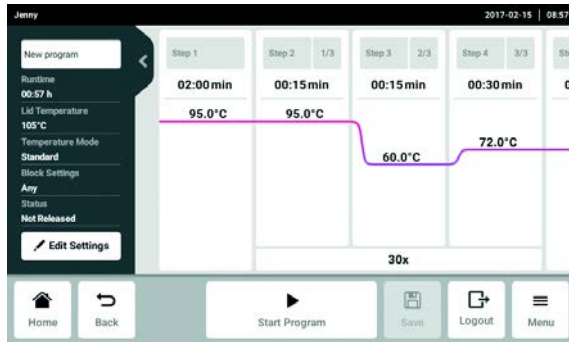 Jenny
2017-02-15 | 08:57
New program
Runtime
00:57 h
Lid Temperature
105°C
Temperature Mode
Standard
Block Settings
Any
Status
Not Released
Edit Settings
Step 1
02:00 min
95.0°C
Step 2 1/3
00:15 min
95.0°C
Step 3 2/3
00:15 min
60.0°C
Step 4 3/3
00:30 min
72.0°C
30x
Home
Back
Start Program
Save
Logout
Menu